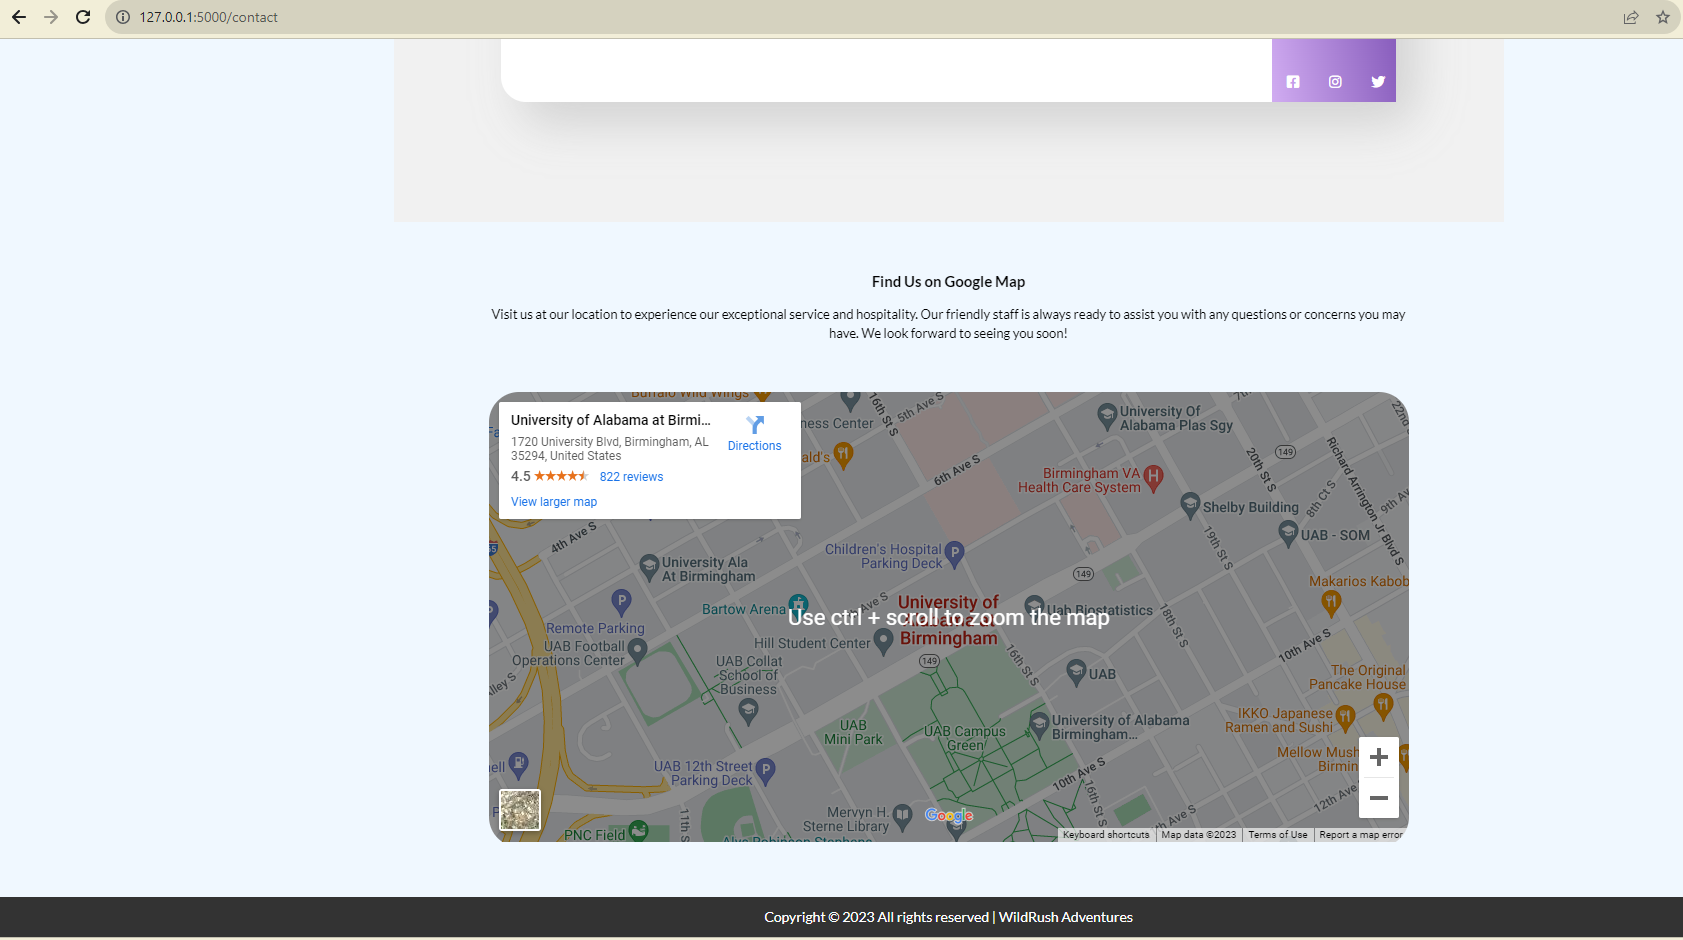 127.0.0.1:5000/contact
Find Us on Google Map
Visit us at our location to experience our exceptional service and hospitality. Our friendly staff is always ready to assist you with any questions or concerns you may
have. We look forward to seeing you soon!
University of Alabama at Birmi...
1720 University Blvd, Birmingham, AL
35294, United States
4.5
822 reviews
View larger map
Directions
Buffalo Wild Wings
ness Center
ald's
16th St S
5th Ave S
6th Ave S
University Of
Alabama Plas Sgy
22nd
149
20th St S
Richard Arrington Jr Blvd S
Birmingham VA
Health Care System
H
Shelby Building
8th Ct S
9th Av
19th St S
UAB - SOM
4th Ave S
Children's Hospital
Parking Deck
P
University Ala
At Birmingham
149
Makarios Kabob
Bartow Arena
Ave S
University of
Alabama at
Birmingham
Uab Biostatistics
18th St S
Use ctrl + scroll to zoom the map
P
Remote Parking
UAB Football
Operations Center
Hill Student Center
149
16th St S
10th Ave S
Alley S
UAB Collat
School of
Business
UAB
The Original
Pancake House
UAB
Mini Park
UAB Campus
Green
University of Alabama
Birmingham...
IKKO Japanese
Ramen and Sushi
Mellow Mush
Birmin
ell
UAB 12th Street
Parking Deck
P
10th Ave S
12th Ave
16th St S
Ave S
Mervyn H.
Sterne Library
Google
PNC Field
11th S
Alys Robinson Stephens
Keyboard shortcuts
Map data ©2023
Terms of Use
Report a map error
Copyright © 2023 All rights reserved | WildRush Adventures